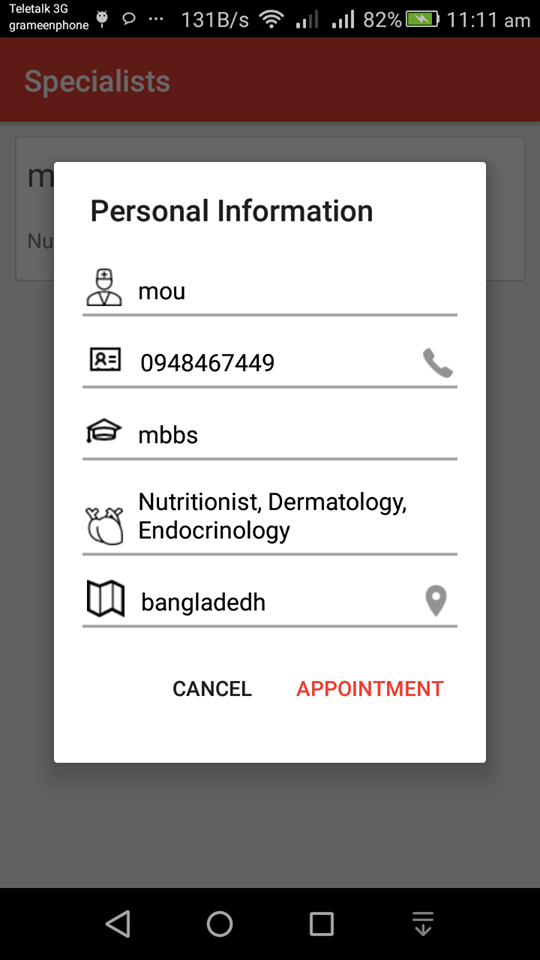 Teletalk 3G
grameenphone
131B/s
82%
11:11 am
Specialists
m
Nu
Personal Information
mou
0948467449
mbbs
Nutritionist, Dermatology,
Endocrinology
bangladedh
CANCEL
APPOINTMENT